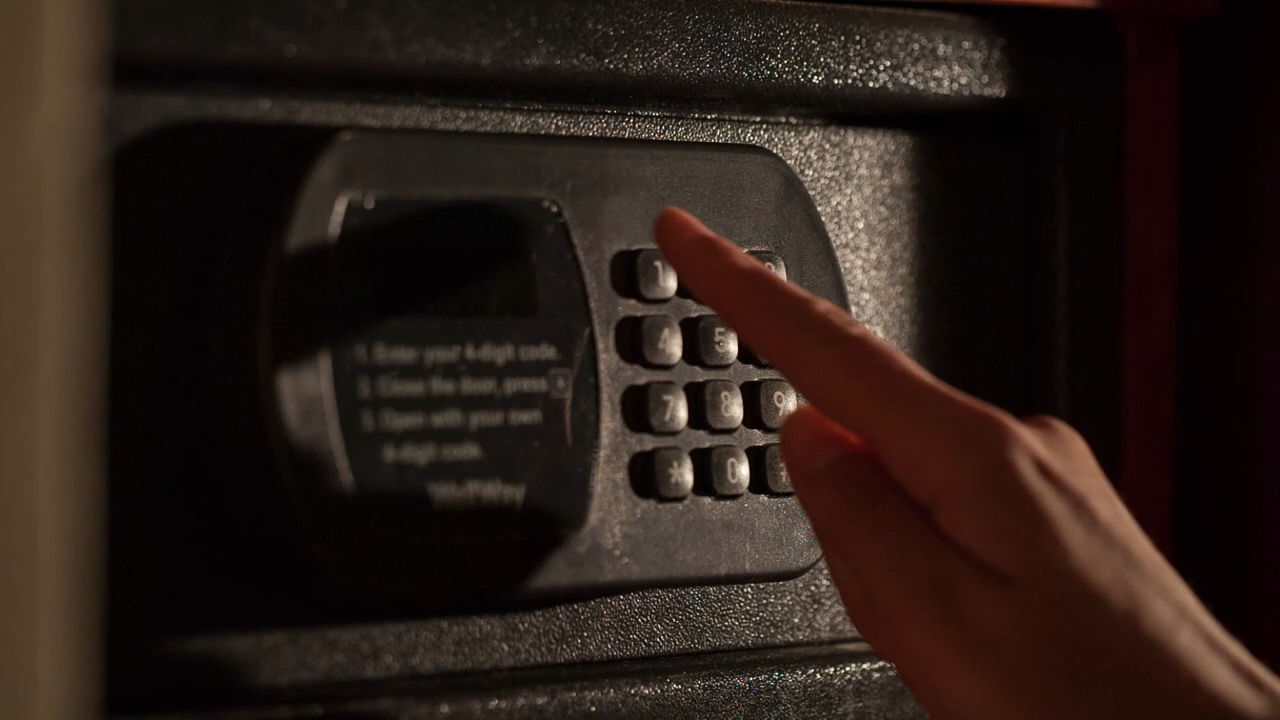 1. Enter your 4-digit code.
2. Close the door, press #
3. Open with your own
4-digit code.
WellWay
1
4 5
7 8 9
* 0